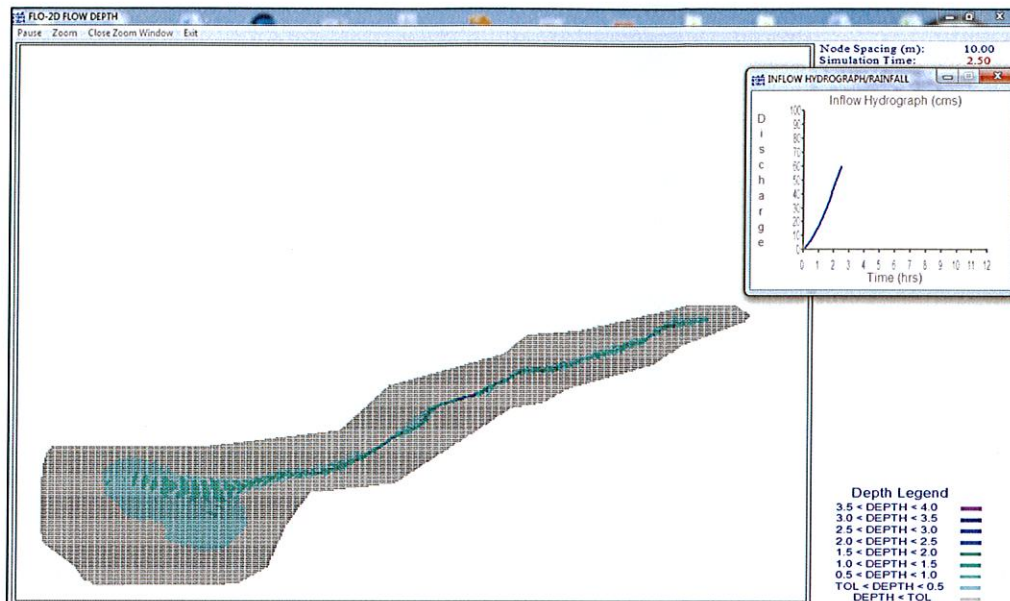 FLO-2D FLOW DEPTH
Pause Zoom Close Zoom Window Exit
Node Spacing (m): 10.00
Simulation Time: 2.50
INFLOW HYDROGRAPH/RAINFALL
Inflow Hydrograph (cms)
Discharge
100
90
80
70
60
50
40
30
20
10
0
0 1 2 3 4 5 6 7 8 9 10 11 12
Time (hrs)
Depth Legend
3.5 < DEPTH < 4.0
3.0 < DEPTH < 3.5
2.5 < DEPTH < 3.0
2.0 < DEPTH < 2.5
1.5 < DEPTH < 2.0
1.0 < DEPTH < 1.5
0.5 < DEPTH < 1.0
TOL < DEPTH < 0.5
DEPTH < TOL